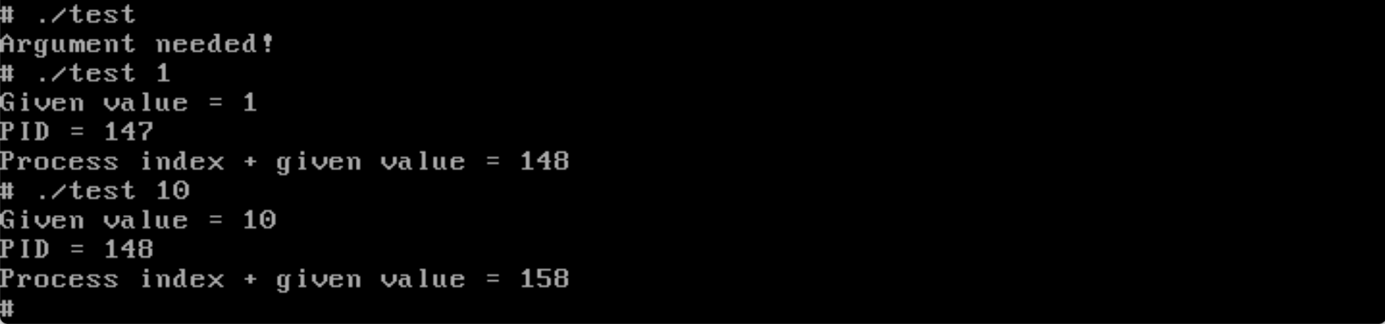 # ./test
Argument needed!
# ./test 1
Given value = 1
PID = 147
Process index + given value = 148
# ./test 10
Given value = 10
PID = 148
Process index + given value = 158
#